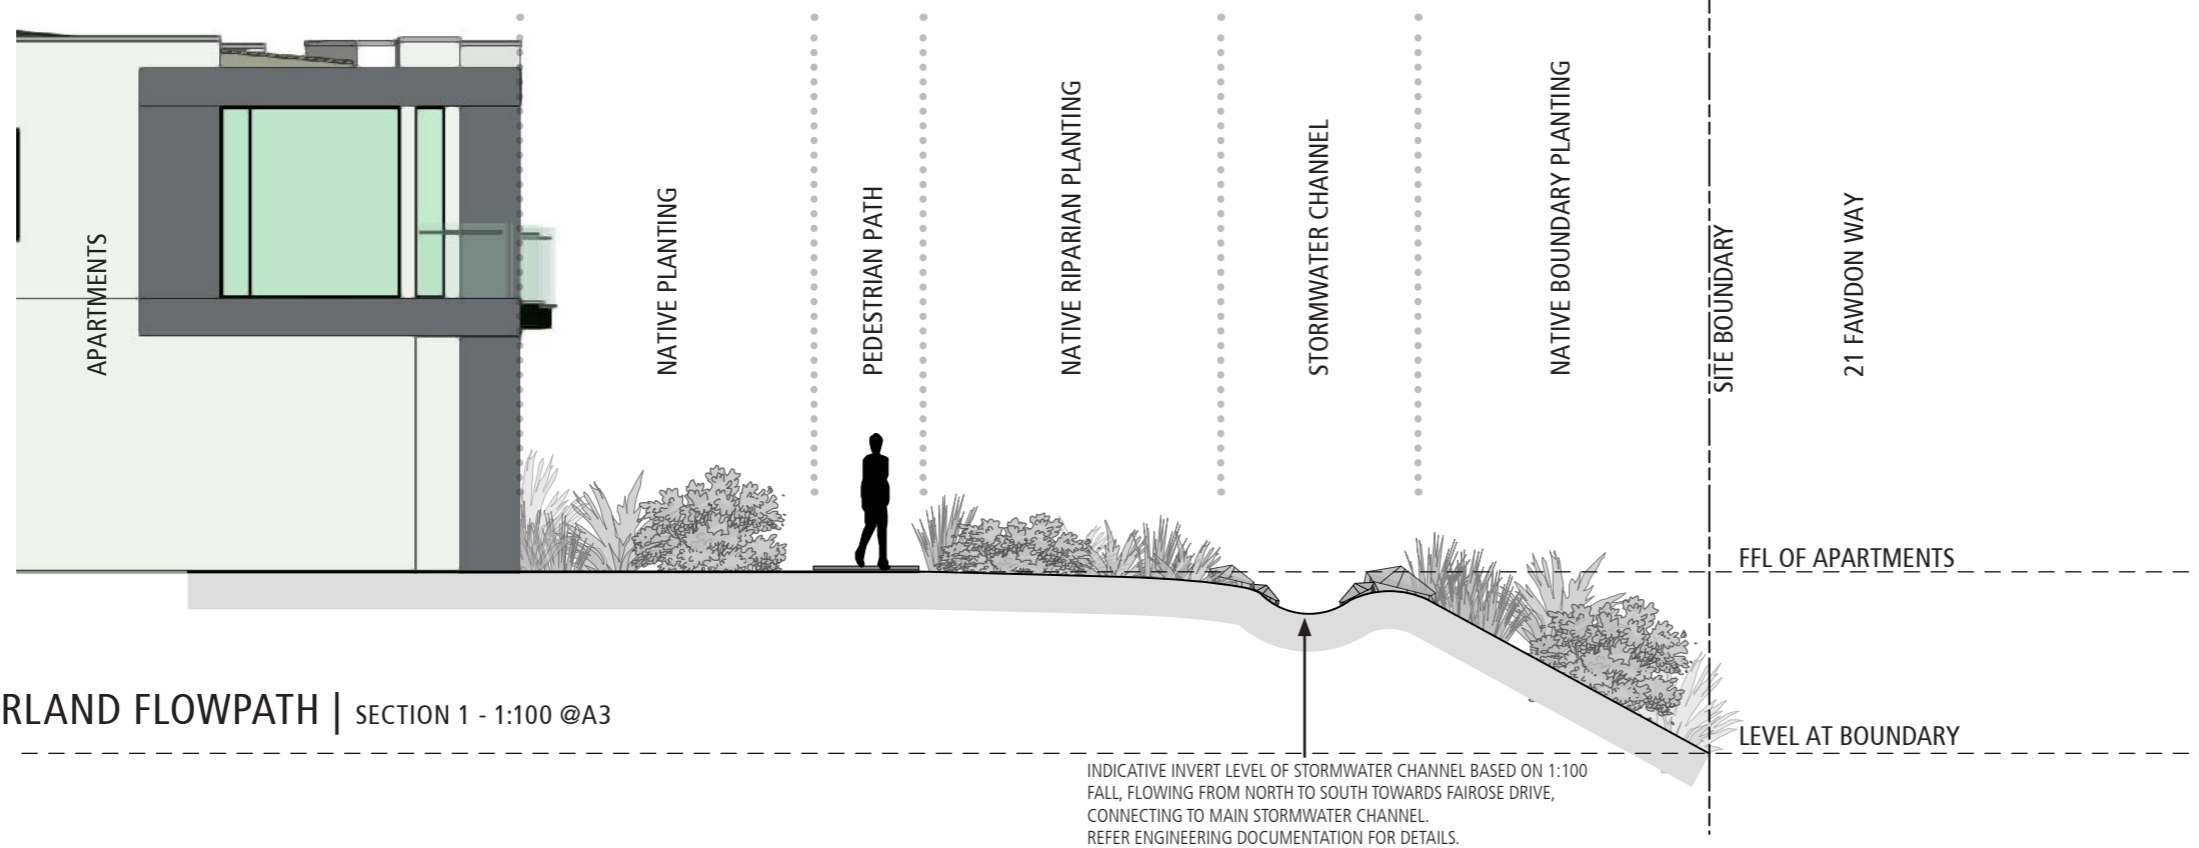 APARTMENTS
NATIVE PLANTING
PEDESTRIAN PATH
NATIVE RIPARIAN PLANTING
STORMWATER CHANNEL
NATIVE BOUNDARY PLANTING
SITE BOUNDARY
21 FAWDON WAY
FFL OF APARTMENTS
RLAND FLOWPATH | SECTION 1 - 1:100 @A3
LEVEL AT BOUNDARY
INDICATIVE INVERT LEVEL OF STORMWATER CHANNEL BASED ON 1:100
FALL, FLOWING FROM NORTH TO SOUTH TOWARDS FAIROSE DRIVE,
CONNECTING TO MAIN STORMWATER CHANNEL.
REFER ENGINEERING DOCUMENTATION FOR DETAILS.